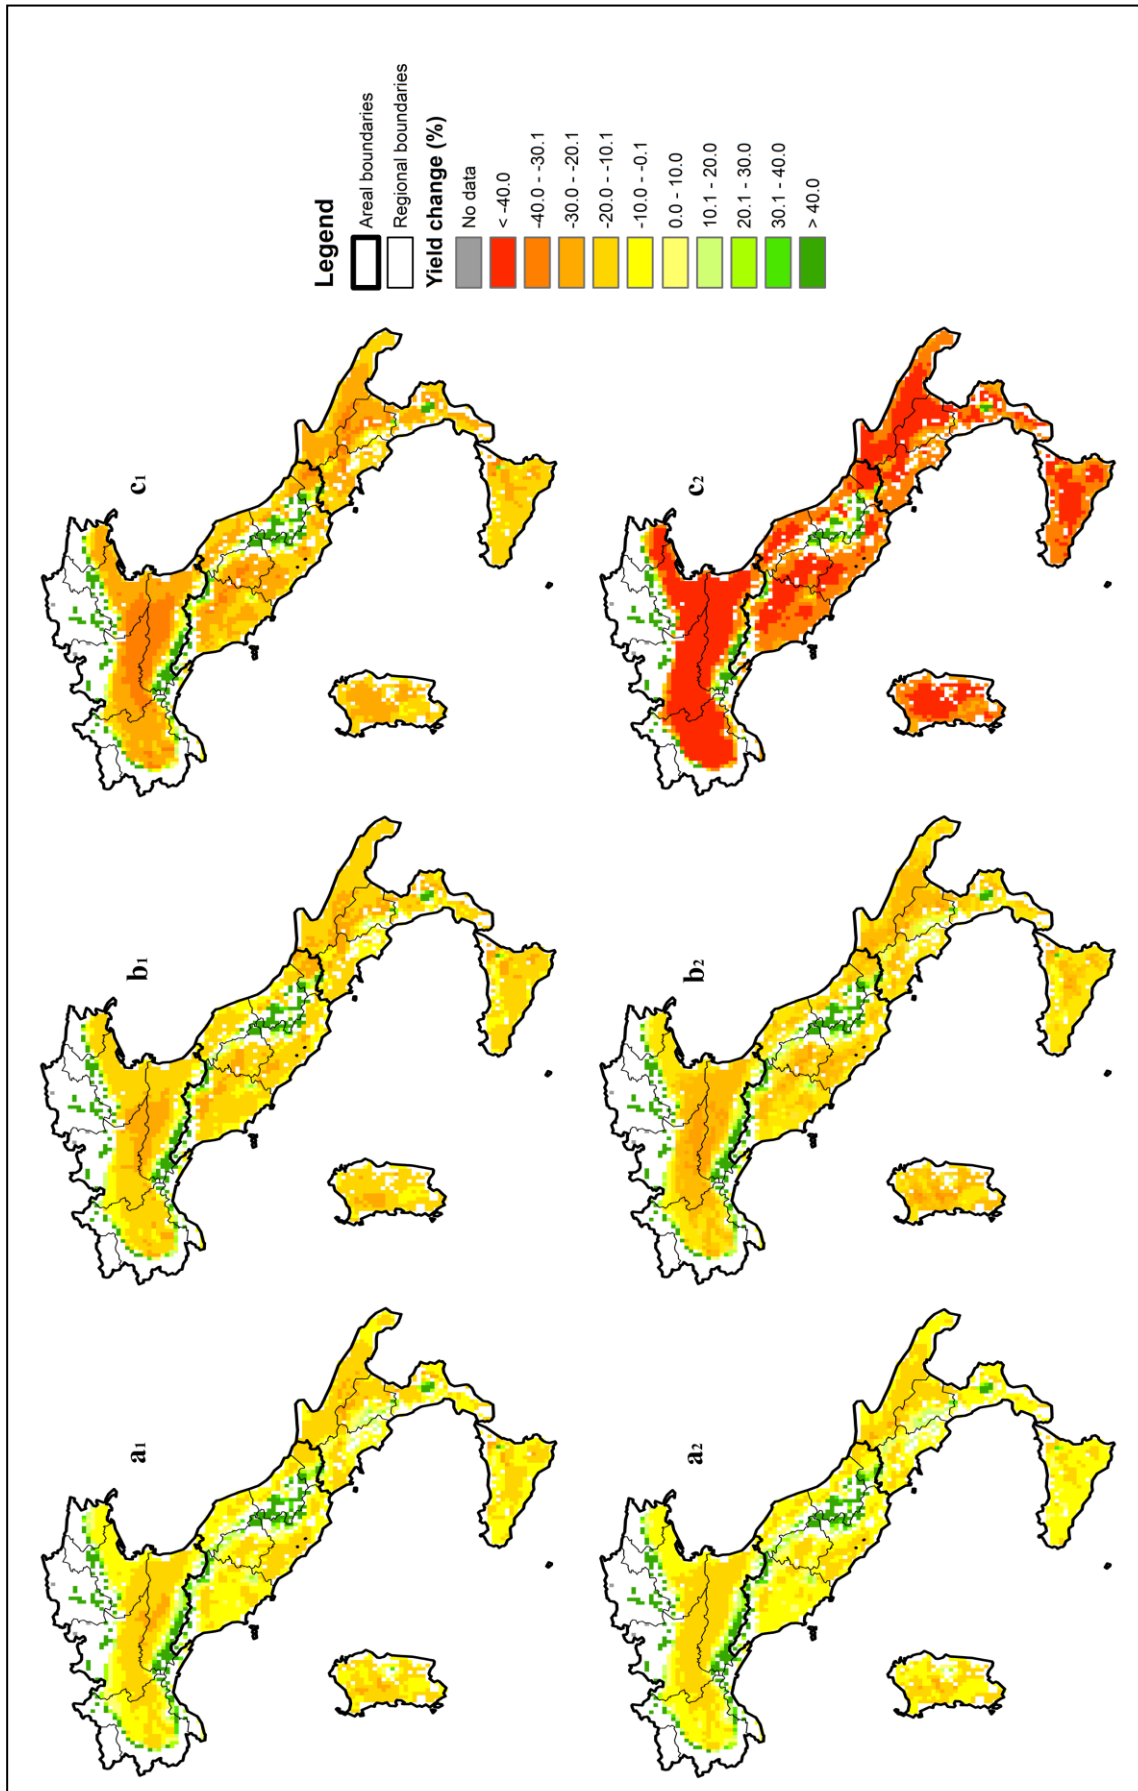 a1
b1
c1
a2
b2
c2
Legend
Areal boundaries
Regional boundaries
Yield change (%)
No data
< -40.0
-40.0 - -30.1
-30.0 - -20.1
-20.0 - -10.1
-10.0 - -0.1
0.0 - 10.0
10.1 - 20.0
20.1 - 30.0
30.1 - 40.0
> 40.0